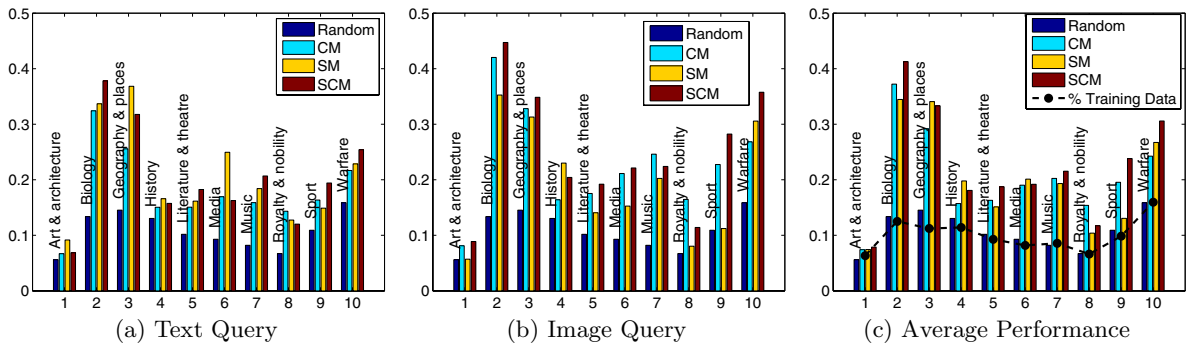 0.5
0.4
0.3
0.2
0.1
0
Art & architecture
Biology
Geography & places
History
Literature & theatre
Media
Music
Royalty & nobility
Sport
Warfare
Random
CM
SM
SCM
1 2 3 4 5 6 7 8 9 10
(a) Text Query
0.5
0.4
0.3
0.2
0.1
0
Art & architecture
Biology
Geography & places
History
Literature & theatre
Media
Music
Royalty & nobility
Sport
Warfare
Random
CM
SM
SCM
1 2 3 4 5 6 7 8 9 10
(b) Image Query
0.5
0.4
0.3
0.2
0.1
0
Art & architecture
Biology
Geography & places
History
Literature & theatre
Media
Music
Royalty & nobility
Sport
Warfare
Random
CM
SM
SCM
% Training Data
1 2 3 4 5 6 7 8 9 10
(c) Average Performance